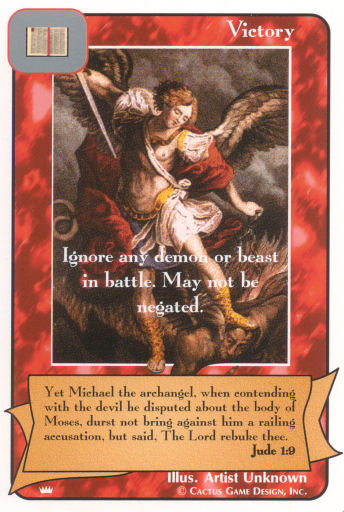 Victory
Ignore any demon or beast
in battle. May not be
negated.
Yet Michael the archangel, when contending
with the devil he disputed about the body of
Moses, durst not bring against him a railing
accusation, but said, The Lord rebuke thee.
Jude 1:9
Illus. Artist Unknown
© Cactus Game Design, Inc.